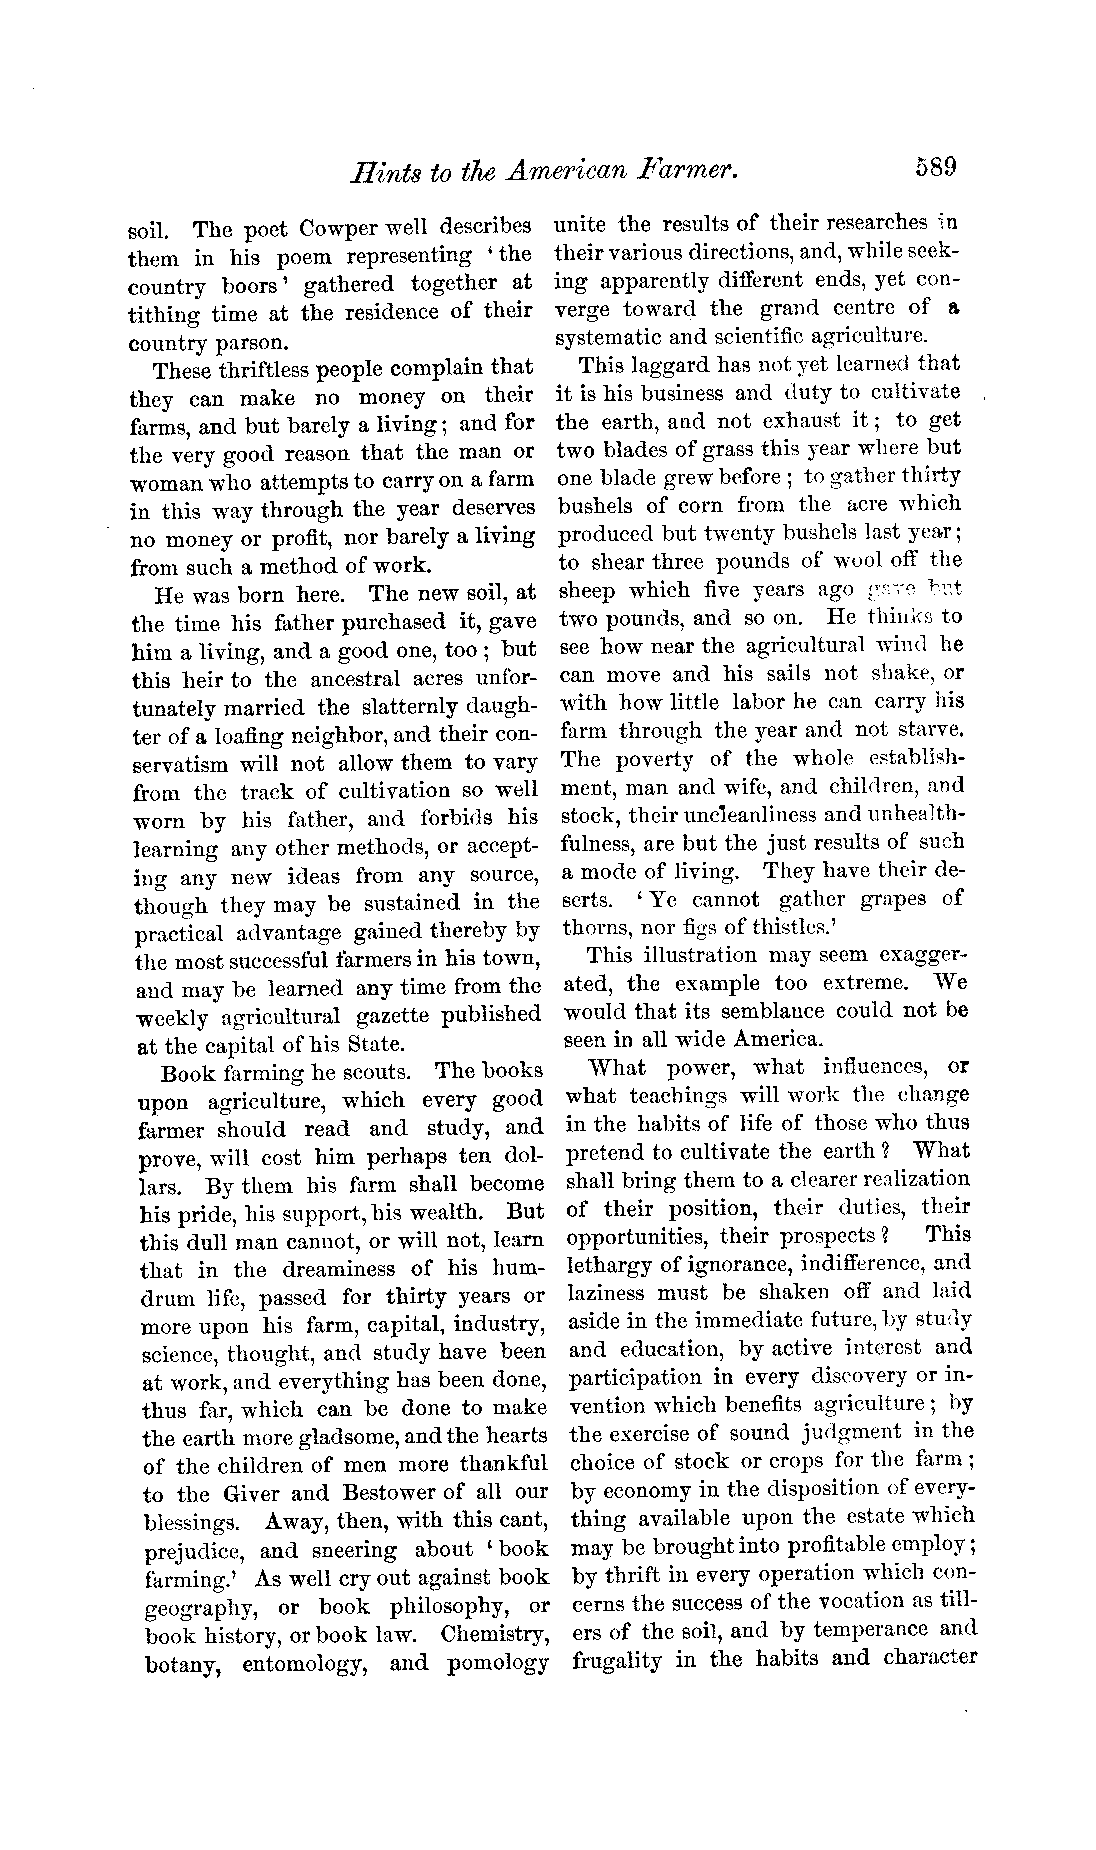 Hints to the American Farmer. 589
soil. The poet Cowper well describes
them in his poem representing ‘the
country boors’ gathered together at
tithing time at the residence of their
country parson.
These thriftless people complain that
they can make no money on their
farms, and but barely a living; and for
the very good reason that the man or
woman who attempts to carry on a farm
in this way through the year deserves
no money or profit, nor barely a living
from such a method of work.
He was born here. The new soil, at
the time his father purchased it, gave
him a living, and a good one, too; but
this heir to the ancestral acres unfor-
tunately married the slatternly daugh-
ter of a loafing neighbor, and their con-
servatism will not allow them to vary
from the track of cultivation so well
worn by his father, and forbids his
learning any other methods, or accept-
ing any new ideas from any source,
though they may be sustained in the
practical advantage gained thereby by
the most successful farmers in his town,
and may be learned any time from the
weekly agricultural gazette published
at the capital of his State.
Book farming he scouts. The books
upon agriculture, which every good
farmer should read and study, and
prove, will cost him perhaps ten dol-
lars. By them his farm shall become
his pride, his support, his wealth. But
this dull man cannot, or will not, learn
that in the dreaminess of his hum-
drum life, passed for thirty years or
more upon his farm, capital, industry,
science, thought, and study have been
at work, and everything has been done,
thus far, which can be done to make
the earth more gladsome, and the hearts
of the children of men more thankful
to the Giver and Bestower of all our
blessings. Away, then, with this cant,
prejudice, and sneering about ‘book
farming.’ As well cry out against book
geography, or book philosophy, or
book history, or book law. Chemistry,
botany, entomology, and pomology
unite the results of their researches in
their various directions, and, while seek-
ing apparently different ends, yet con-
verge toward the grand centre of a
systematic and scientific agriculture.
This laggard has not yet learned that
it is his business and duty to cultivate
the earth, and not exhaust it; to get
two blades of grass this year where but
one blade grew before; to gather thirty
bushels of corn from the acre which
produced but twenty bushels last year;
to shear three pounds of wool off the
sheep which five years ago gave but
two pounds, and so on. He thinks to
see how near the agricultural wind he
can move and his sails not shake, or
with how little labor he can carry his
farm through the year and not starve.
The poverty of the whole establish-
ment, man and wife, and children, and
stock, their uncleanliness and unhealth-
fulness, are but the just results of such
a mode of living. They have their de-
serts. ‘Ye cannot gather grapes of
thorns, nor figs of thistles.’
This illustration may seem exagger-
ated, the example too extreme. We
would that its semblance could not be
seen in all wide America.
What power, what influences, or
what teachings will work the change
in the habits of life of those who thus
pretend to cultivate the earth? What
shall bring them to a clearer realization
of their position, their duties, their
opportunities, their prospects? This
lethargy of ignorance, indifference, and
laziness must be shaken off and laid
aside in the immediate future, by study
and education, by active interest and
participation in every discovery or in-
vention which benefits agriculture; by
the exercise of sound judgment in the
choice of stock or crops for the farm;
by economy in the disposition of every-
thing available upon the estate which
may be brought into profitable employ;
by thrift in every operation which con-
cerns the success of the vocation as till-
ers of the soil, and by temperance and
frugality in the habits and character